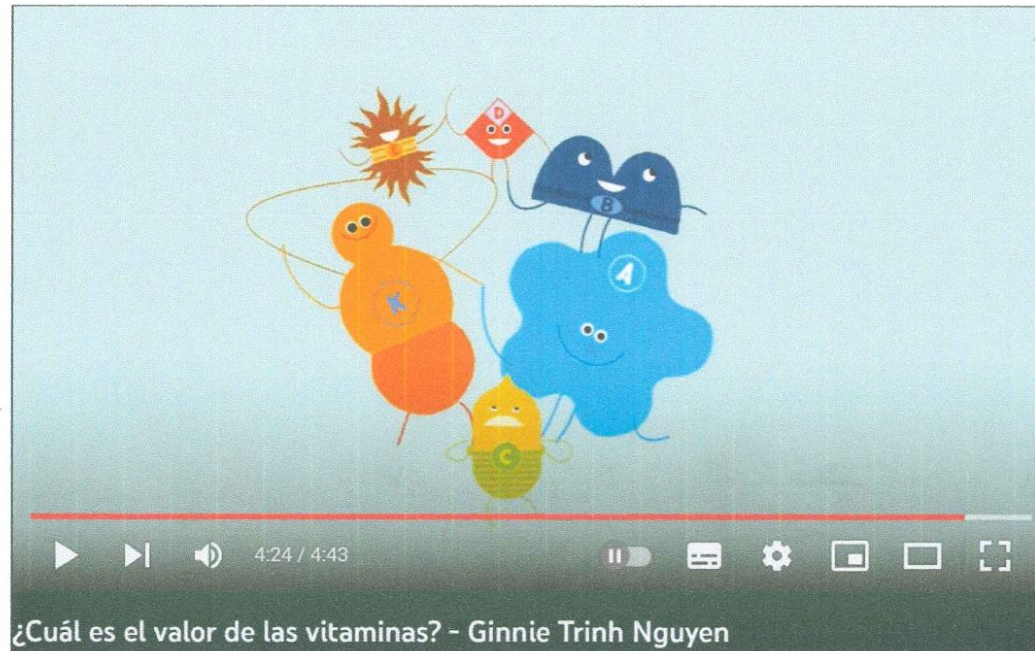 D
B
A
K
C
4:24 / 4:43
¿Cuál es el valor de las vitaminas? - Ginnie Trinh Nguyen